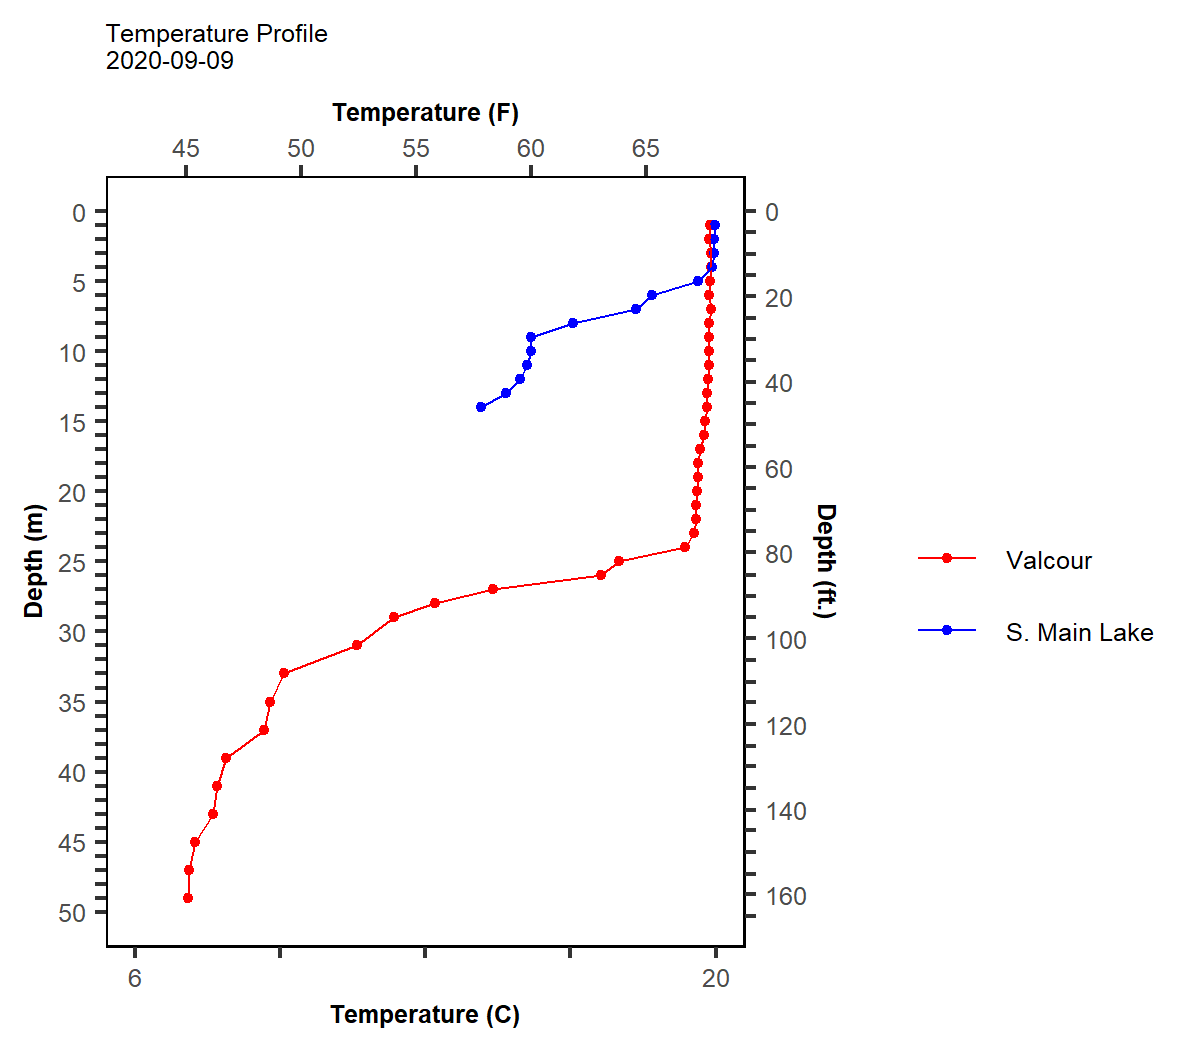 Temperature Profile
2020-09-09
Temperature (F)
45 50 55 60 65
0 0
5
20
10
40
15
60
20
Depth (m)
Depth (ft.)
25 80
Valcour
30 100
S. Main Lake
35
120
40
140
45
160
50
6 20
Temperature (C)